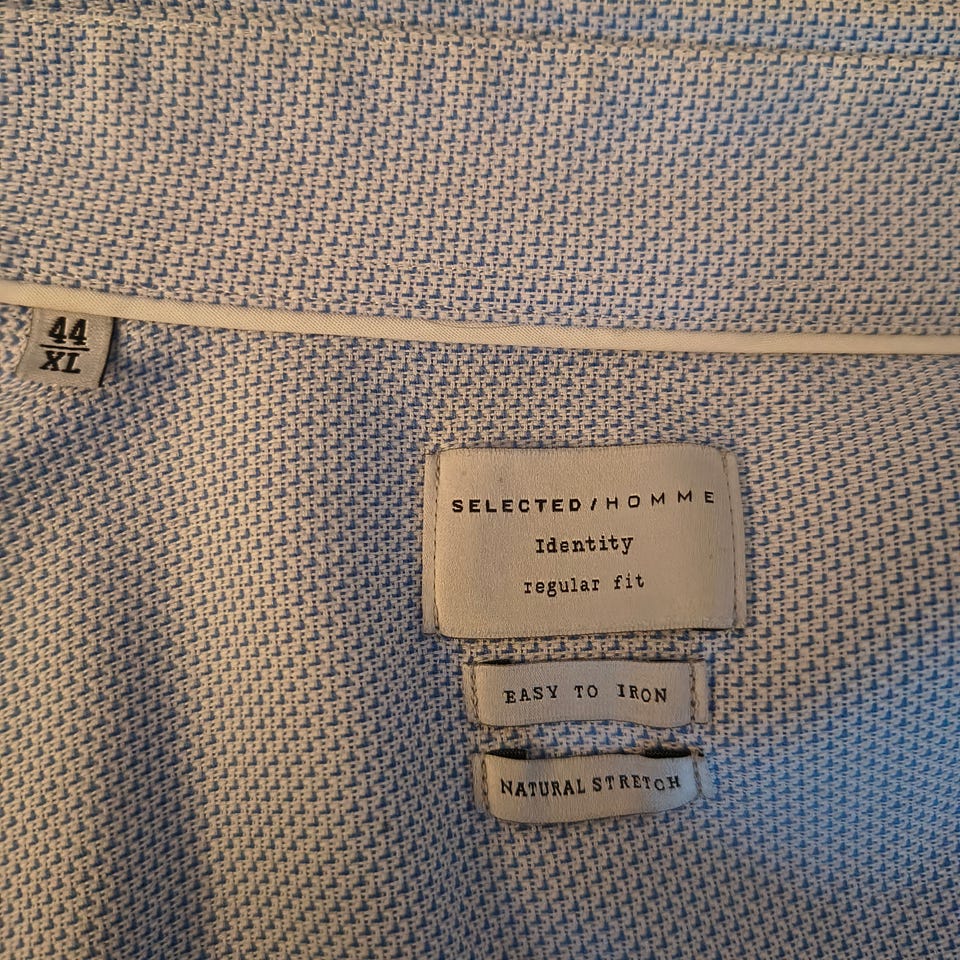 44
XL
SELECTED/HOMME
Identity
regular fit
EASY TO IRON
NATURAL STRETCH